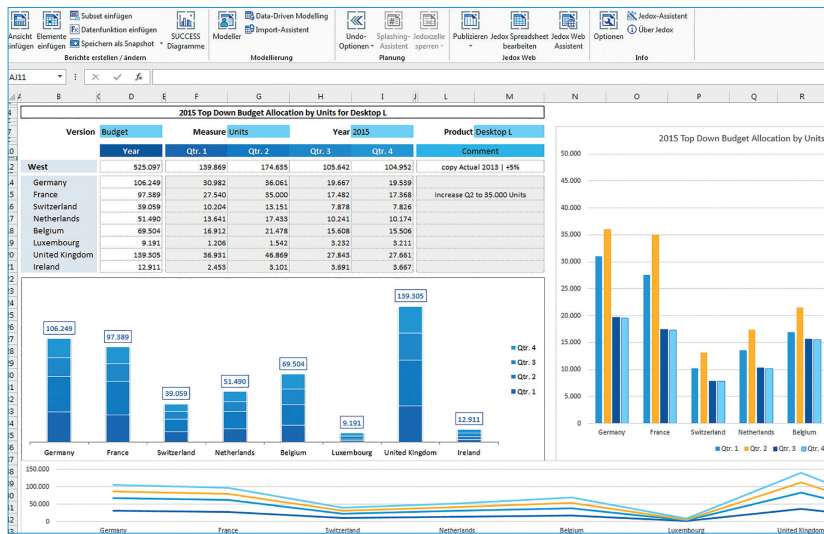 Ansicht
einfügen
Elemente
einfügen
Subset einfügen
Datenfunktion einfügen
Speichern als Snapshot
SUCCESS
Diagramme
Modeller
Data-Driven Modelling
Import-Assistent
Undo-
Optionen
Splashing-
Assistent
Jedoxzelle
sperren
Publizieren
Jedox Spreadsheet
bearbeiten
Jedox Web
Assistent
Optionen
Jedox-Assistent
Über Jedox
Berichte erstellen / ändern
Modellierung
Planung
Jedox Web
Info
AJ11 fx
A B C D E F G H I J L M N O P Q R
2015 Top Down Budget Allocation by Units for Desktop L
Version Budget Measure Units Year 2015 Product Desktop L
Year Qtr. 1 Qtr. 2 Qtr. 3 Qtr. 4 Comment
West 525.097 139.869 174.635 105.642 104.952 copy Actual 2013 | +5%
Germany 106.249 30.982 36.061 19.667 19.539
France 97.389 27.540 35.000 17.482 17.368 Increase Q2 to 35.000 Units
Switzerland 39.059 10.204 13.151 7.878 7.826
Netherlands 51.490 13.641 17.433 10.241 10.174
Belgium 69.504 16.912 21.478 15.608 15.506
Luxembourg 9.191 1.206 1.542 3.232 3.211
United Kingdom 139.305 36.931 46.869 27.843 27.661
Ireland 12.911 2.453 3.101 3.691 3.667
106.249
97.389
39.059
51.490
69.504
9.191
139.305
12.911
Qtr. 4
Qtr. 3
Qtr. 2
Qtr. 1
Germany France Switzerland Netherlands Belgium Luxembourg United Kingdom Ireland
2015 Top Down Budget Allocation by Units
50.000
45.000
40.000
35.000
30.000
25.000
20.000
15.000
10.000
5.000
0
Germany France Switzerland Netherlands Belgium
Qtr. 1 Qtr. 2 Qtr. 3 Qtr. 4
150.000
100.000
50.000
0
Germany France Switzerland Netherlands Belgium Luxembourg United Kingdom